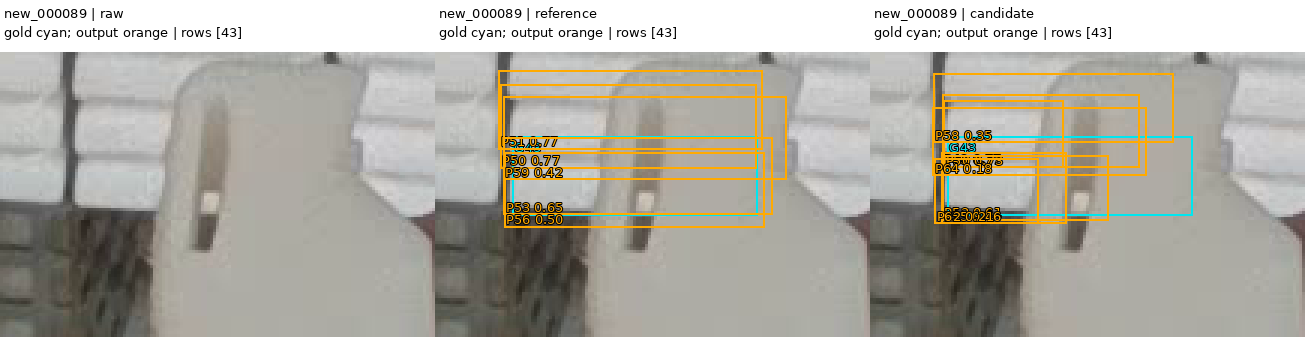 new_000089 | raw
gold cyan; output orange | rows [43]
new_000089 | reference
gold cyan; output orange | rows [43]
new_000089 | candidate
gold cyan; output orange | rows [43]
P51 0.77
P50 0.77
P59 0.42
P53 0.65
P56 0.50
P58 0.35
G43
P64 0.18